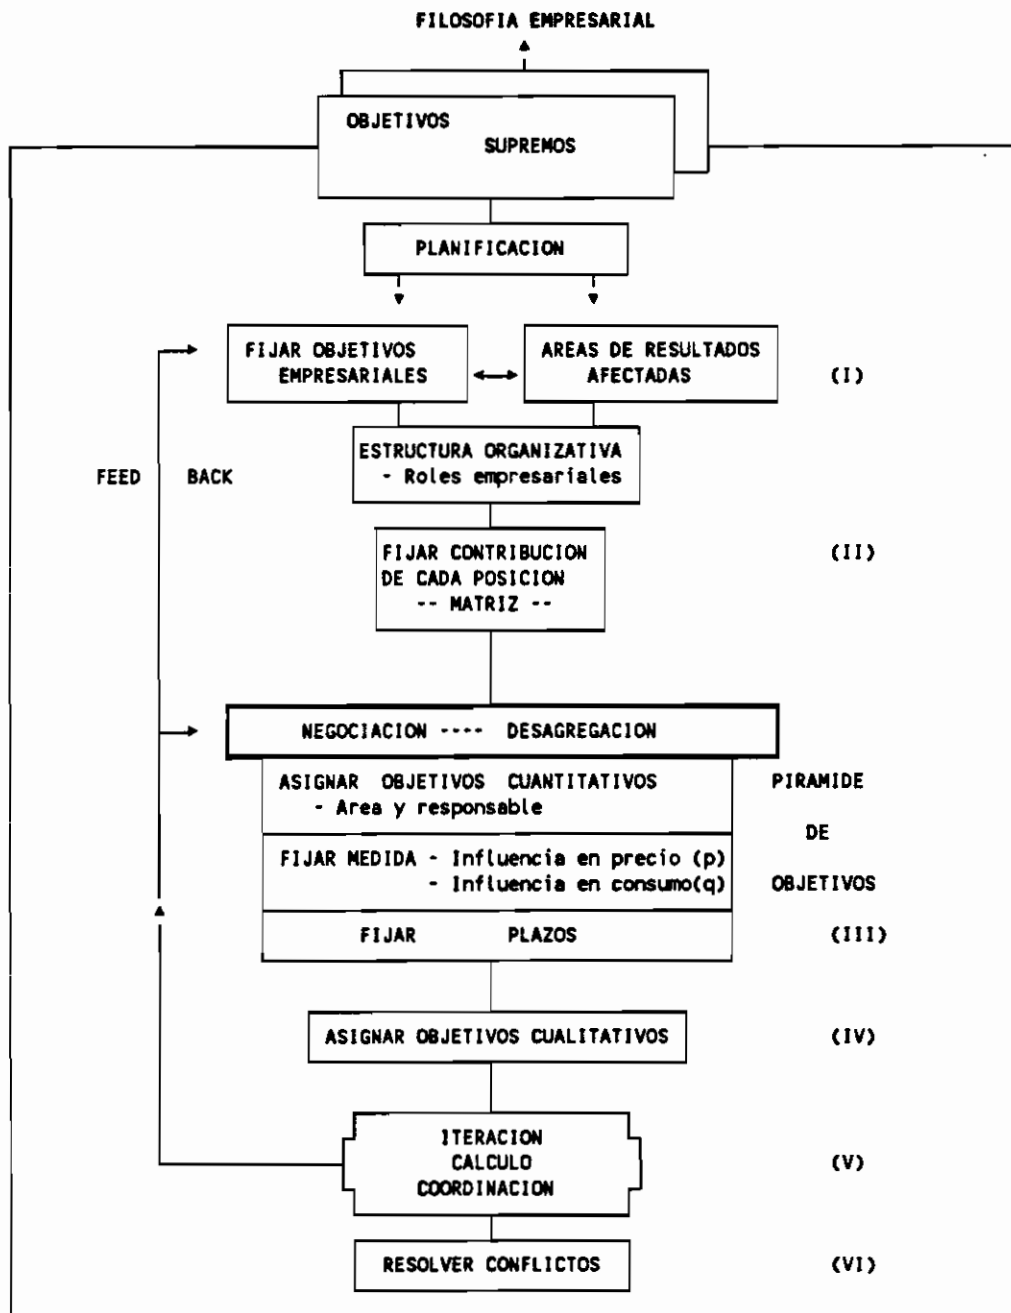 FILOSOFIA EMPRESARIAL
OBJETIVOS
SUPREMOS
PLANIFICACION
FIJAR OBJETIVOS
EMPRESARIALES
AREAS DE RESULTADOS
AFECTADAS
(I)
ESTRUCTURA ORGANIZATIVA
- Roles empresariales
FEED BACK
FIJAR CONTRIBUCION
DE CADA POSICION
-- MATRIZ --
(II)
NEGOCIACION ---- DESAGREGACION
ASIGNAR OBJETIVOS CUANTITATIVOS
- Area y responsable
PIRAMIDE
DE
OBJETIVOS
FIJAR MEDIDA - Influencia en precio (p)
- Influencia en consumo(q)
FIJAR PLAZOS
(III)
ASIGNAR OBJETIVOS CUALITATIVOS
(IV)
ITERACION
CALCULO
COORDINACION
(V)
RESOLVER CONFLICTOS
(VI)